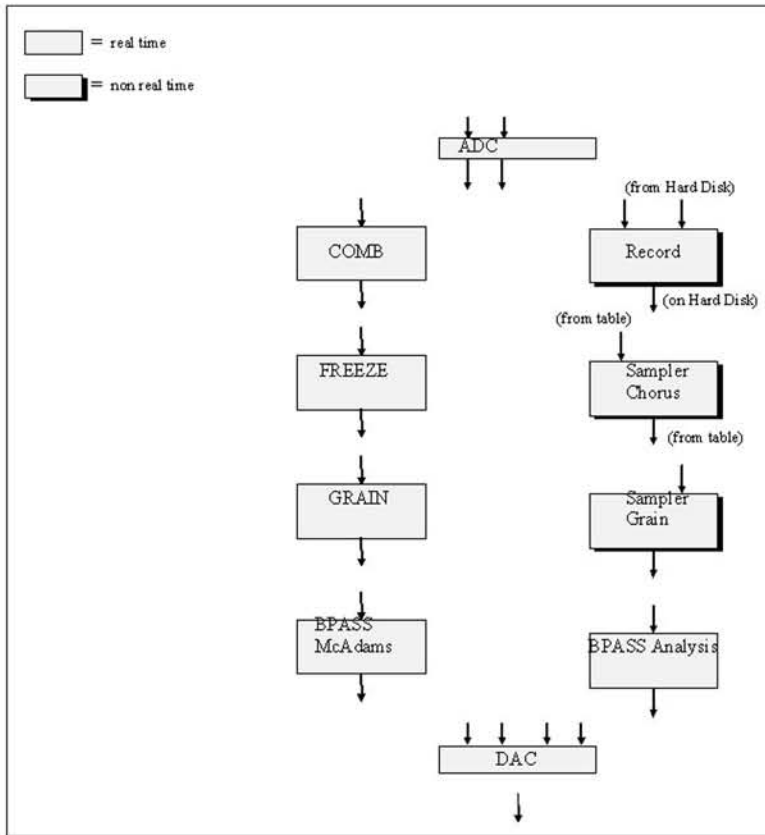 = real time
= non real time
ADC
(from Hard Disk)
COMB
Record
(on Hard Disk)
(from table)
FREEZE
Sampler
Chorus
(from table)
GRAIN
Sampler
Grain
BPASS
McAdams
BPASS Analysis
DAC